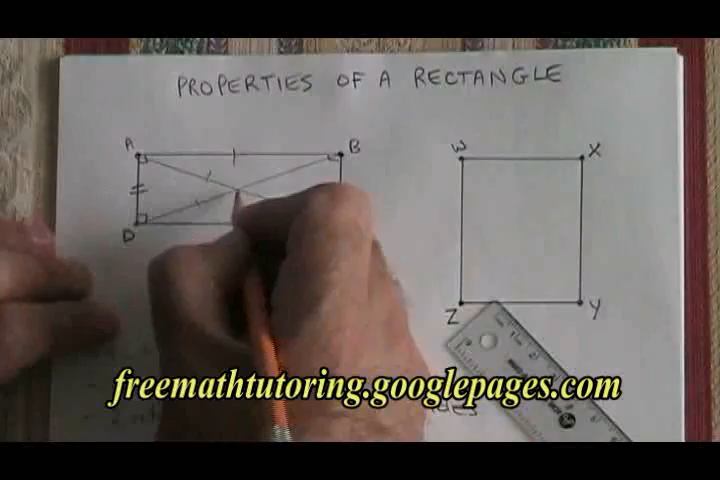 PROPERTIES OF A RECTANGLE
A
B
W
X
D
Z
Y
freemathtutoring.googlepages.com